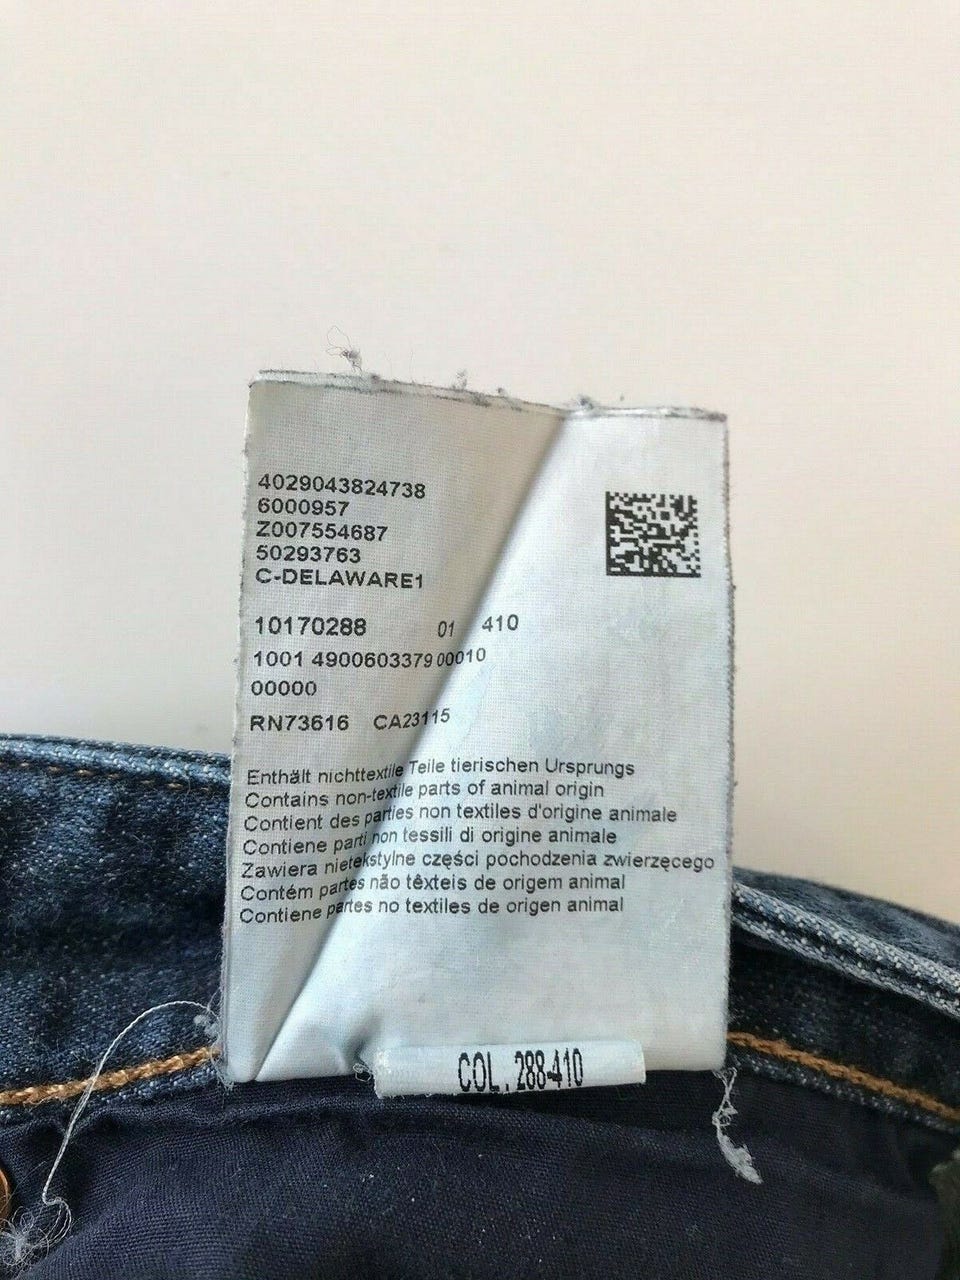 4029043824738
6000957
Z007554687
50293763
C-DELAWARE1
10170288 01 410
1001 4900603379 00010
00000
RN73616 CA23115
Enthält nichttextile Teile tierischen Ursprungs
Contains non-textile parts of animal origin
Contient des parties non textiles d'origine animale
Contiene parti non tessili di origine animale
Zawiera nietekstylne części pochodzenia zwierzęcego
Contém partes não têxteis de origem animal
Contiene partes no textiles de origen animal
COL. 288-410